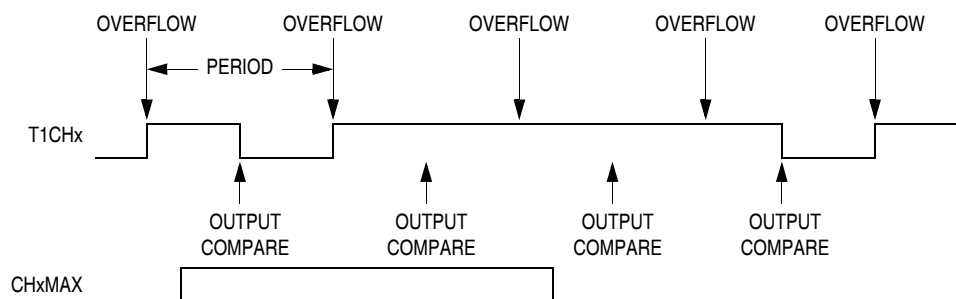 OVERFLOW OVERFLOW OVERFLOW OVERFLOW OVERFLOW
PERIOD
T1CHx
OUTPUT OUTPUT OUTPUT OUTPUT
COMPARE COMPARE COMPARE COMPARE
CHxMAX